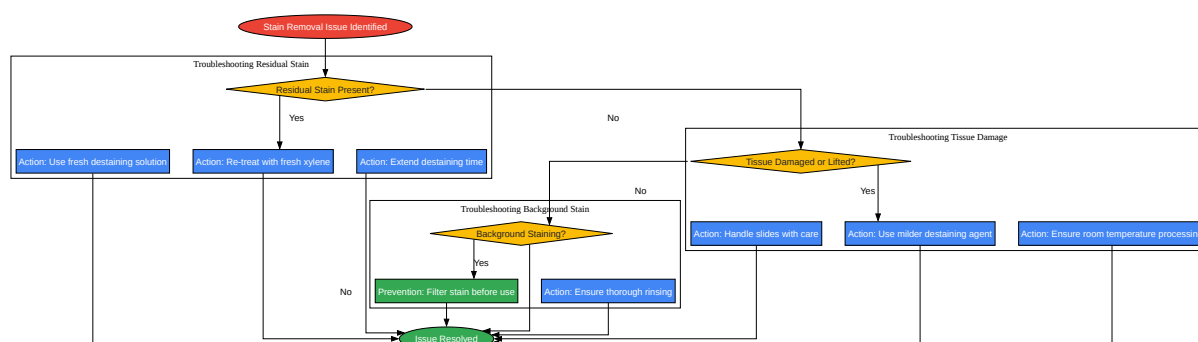 Stain Removal Issue Identified
Troubleshooting Residual Stain
Residual Stain Present?
Yes
No
Action: Use fresh destaining solution
Action: Re-treat with fresh xylene
Action: Extend destaining time
Troubleshooting Tissue Damage
Tissue Damaged or Lifted?
Yes
No
Action: Handle slides with care
Action: Use milder destaining agent
Action: Ensure room temperature processing
Troubleshooting Background Stain
Background Staining?
Yes
No
Prevention: Filter stain before use
Action: Ensure thorough rinsing
Issue Resolved